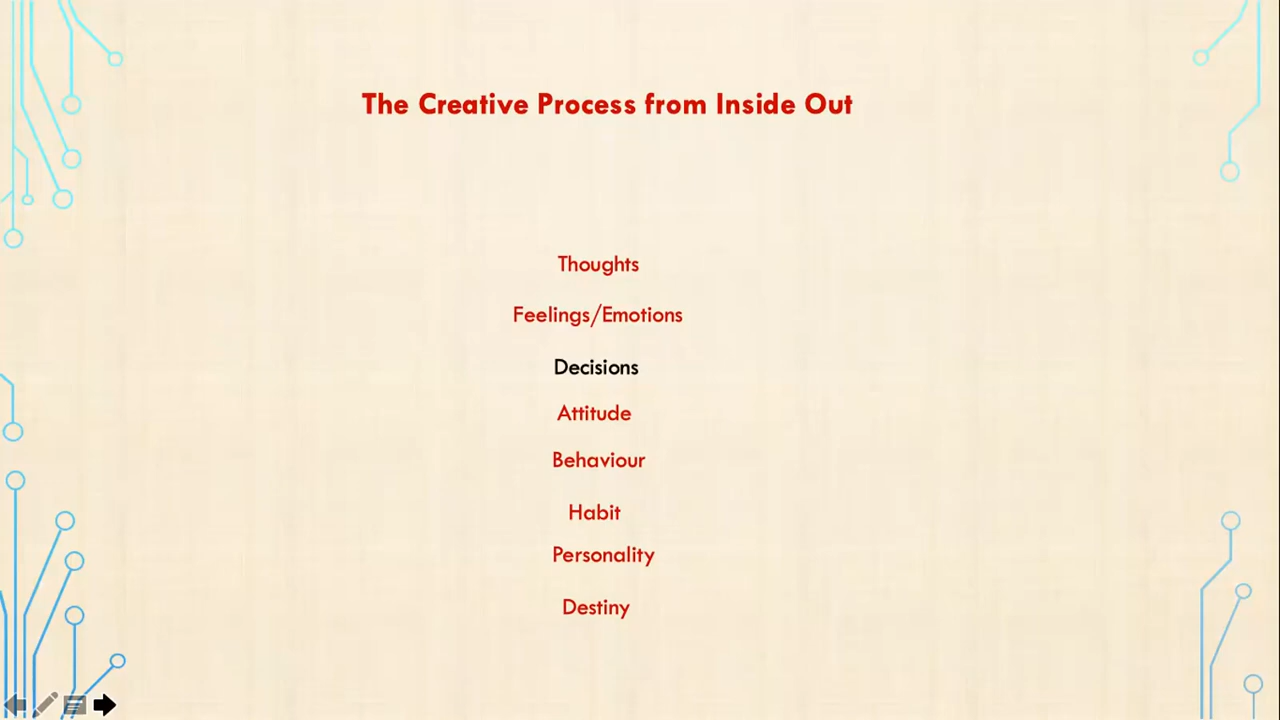 The Creative Process from Inside Out
Thoughts
Feelings/Emotions
Decisions
Attitude
Behaviour
Habit
Personality
Destiny